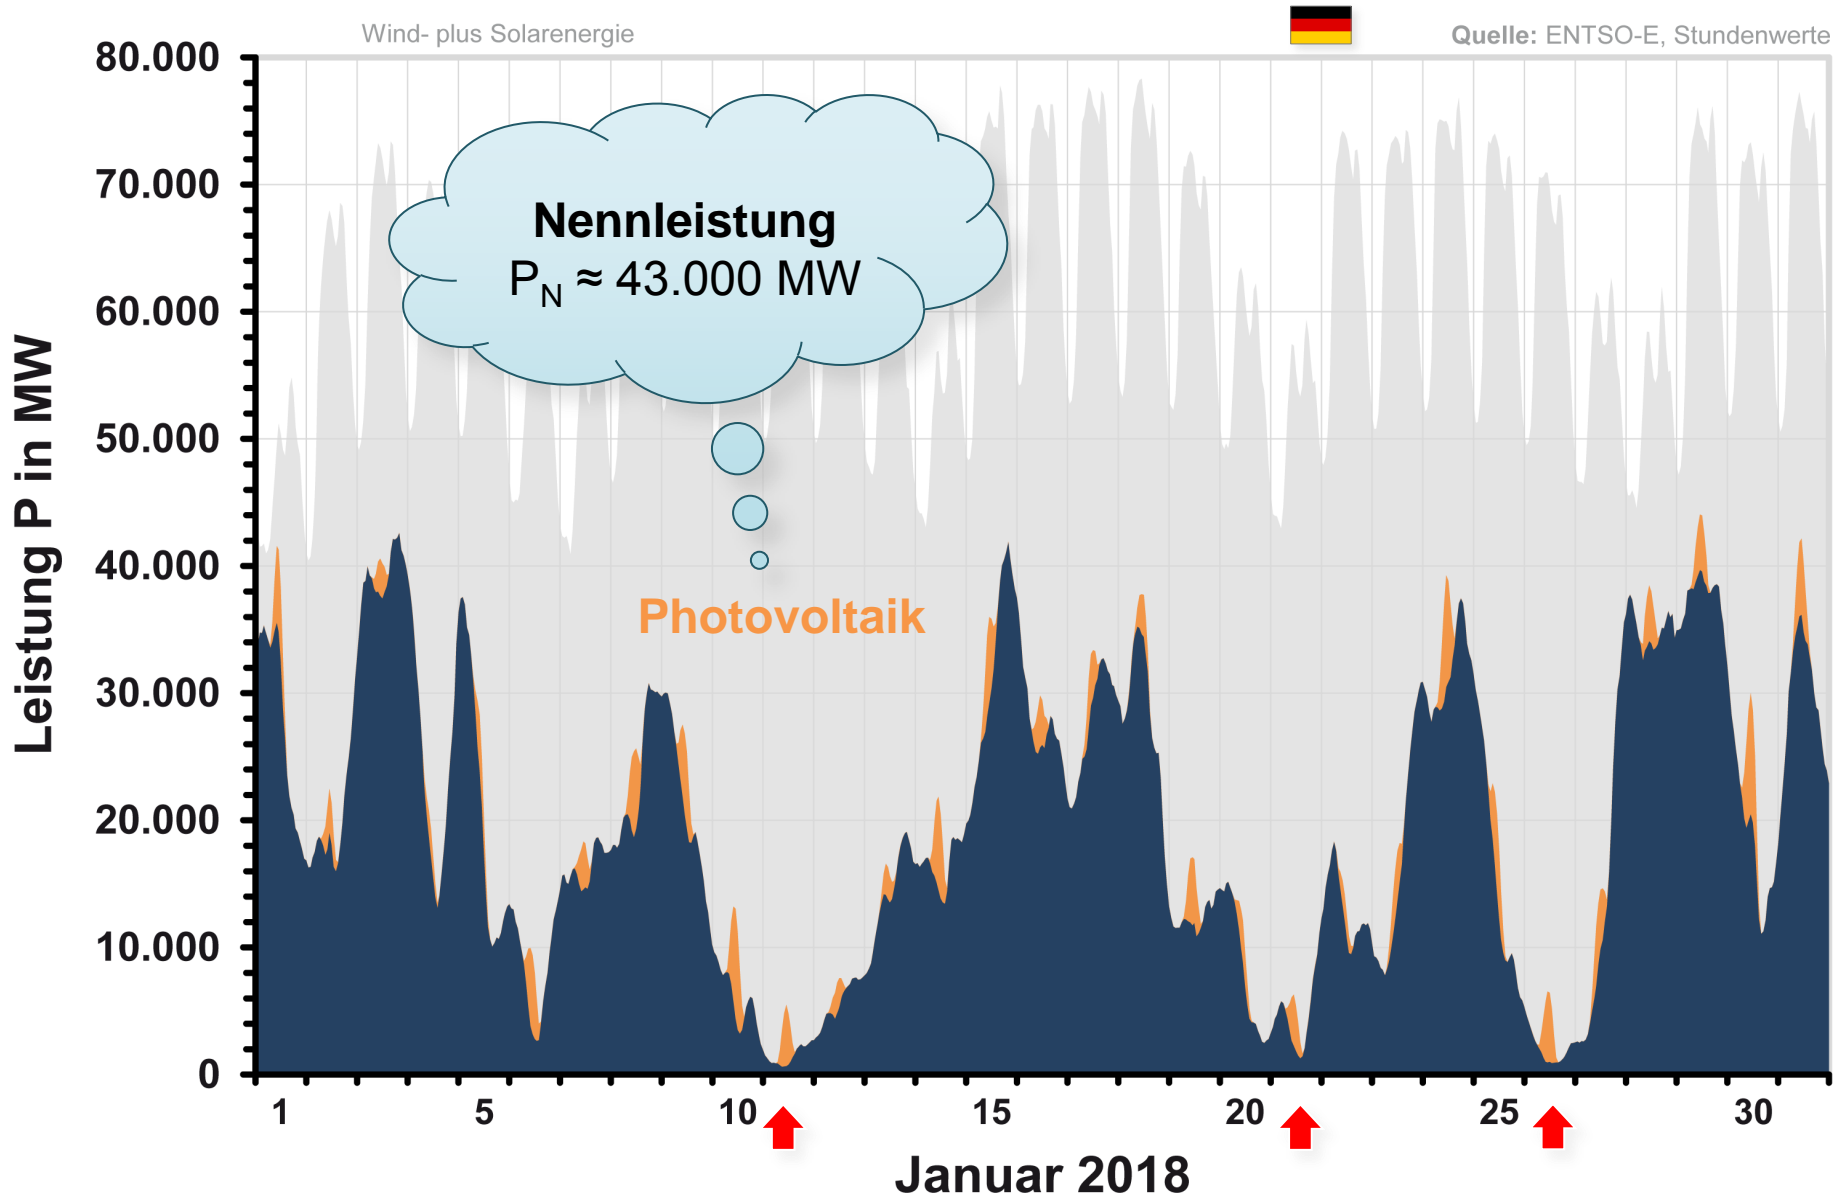 Wind- plus Solarenergie
Quelle: ENTSO-E, Stundenwerte
80.000
70.000
60.000
50.000
40.000
30.000
20.000
10.000
0
Leistung P in MW
Nennleistung
PN ≈ 43.000 MW
Photovoltaik
1 5 10 15 20 25 30
Januar 2018